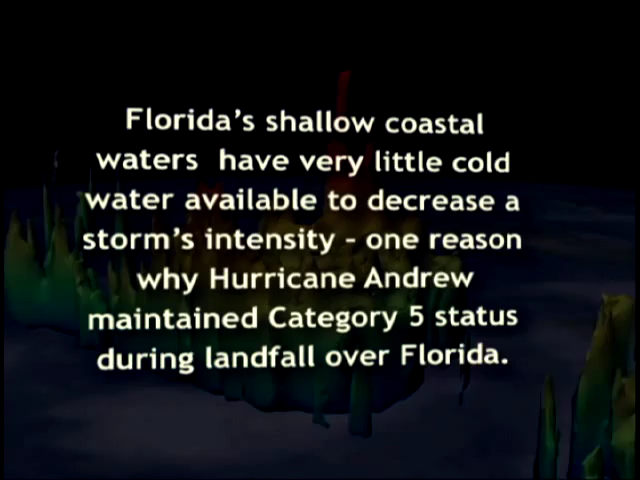 Florida's shallow coastal
waters  have very little cold
water available to decrease a
storm's intensity - one reason
why Hurricane Andrew
maintained Category 5 status
during landfall over Florida.